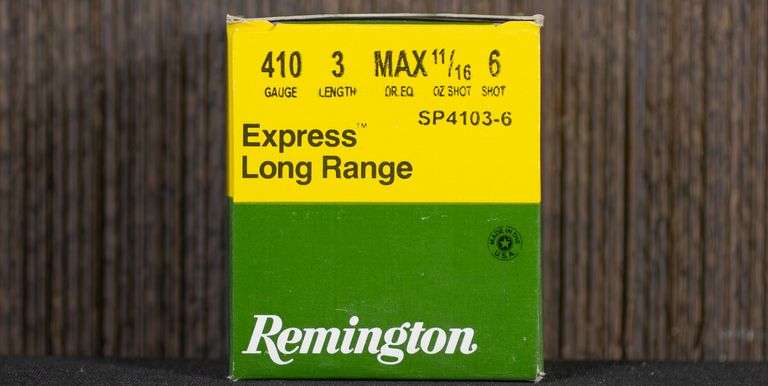 410 3 MAX 11/16 6
GAUGE LENGTH DR.EQ. OZ SHOT SHOT
SP4103-6
Express™
Long Range
MADE IN THE
U.S.A.
Remington